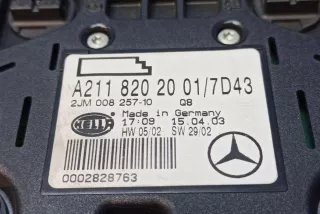 A211 820 20 01/7D43
2JM 008 257-10 Q8
Made in Germany
HELLA 17:09 15.04.03
HW 05/02 SW 29/02
0002828763